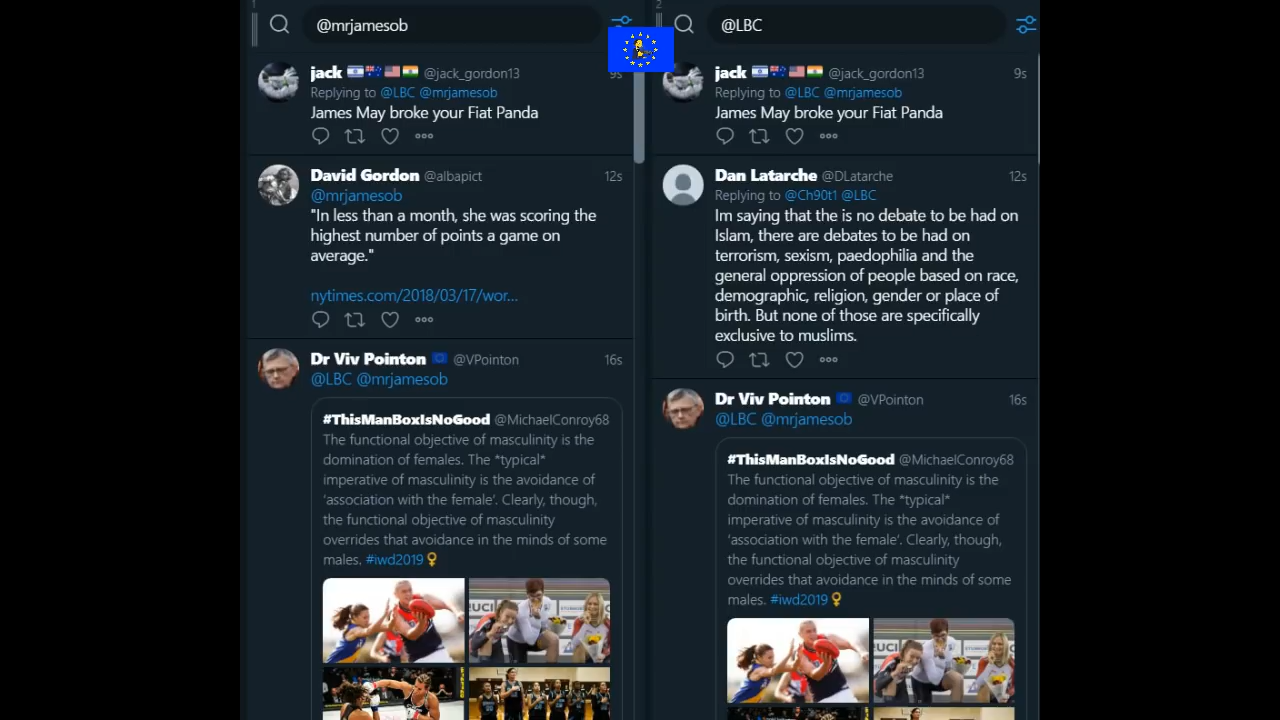 1
@mrjamesob
jack @jack_gordon13 9s
Replying to @LBC @mrjamesob
James May broke your Fiat Panda
David Gordon @albapict 12s
@mrjamesob
"In less than a month, she was scoring the
highest number of points a game on
average."
nytimes.com/2018/03/17/wor...
Dr Viv Pointon @VPointon 16s
@LBC @mrjamesob
#ThisManBoxIsNoGood @MichaelConroy68
The functional objective of masculinity is the
domination of females. The *typical*
imperative of masculinity is the avoidance of
'association with the female'. Clearly, though,
the functional objective of masculinity
overrides that avoidance in the minds of some
males. #iwd2019
2
@LBC
jack @jack_gordon13 9s
Replying to @LBC @mrjamesob
James May broke your Fiat Panda
Dan Latarche @DLatarche 12s
Replying to @Ch90t1 @LBC
Im saying that the is no debate to be had on
Islam, there are debates to be had on
terrorism, sexism, paedophilia and the
general oppression of people based on race,
demographic, religion, gender or place of
birth. But none of those are specifically
exclusive to muslims.
Dr Viv Pointon @VPointon 16s
@LBC @mrjamesob
#ThisManBoxIsNoGood @MichaelConroy68
The functional objective of masculinity is the
domination of females. The *typical*
imperative of masculinity is the avoidance of
'association with the female'. Clearly, though,
the functional objective of masculinity
overrides that avoidance in the minds of some
males. #iwd2019